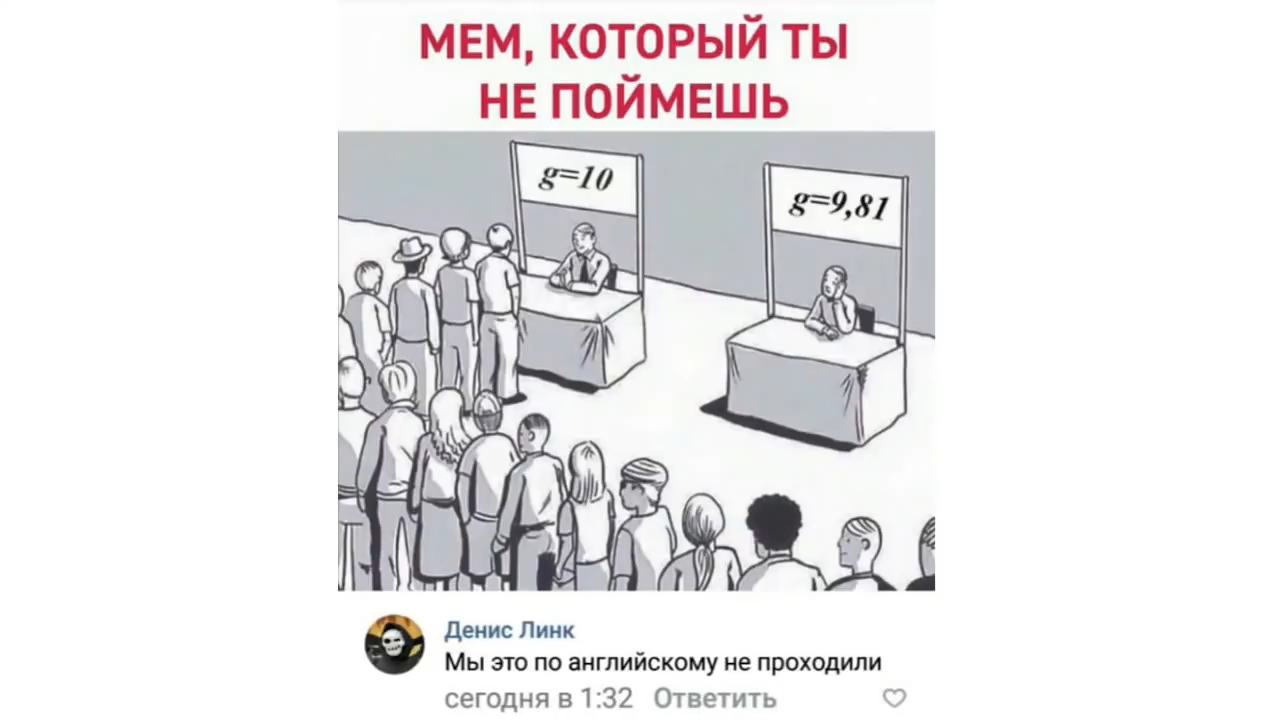 МЕМ, КОТОРЫЙ ТЫ
НЕ ПОЙМЕШЬ
g=10
g=9,81
Денис Линк
Мы это по английскому не проходили
сегодня в 1:32 Ответить